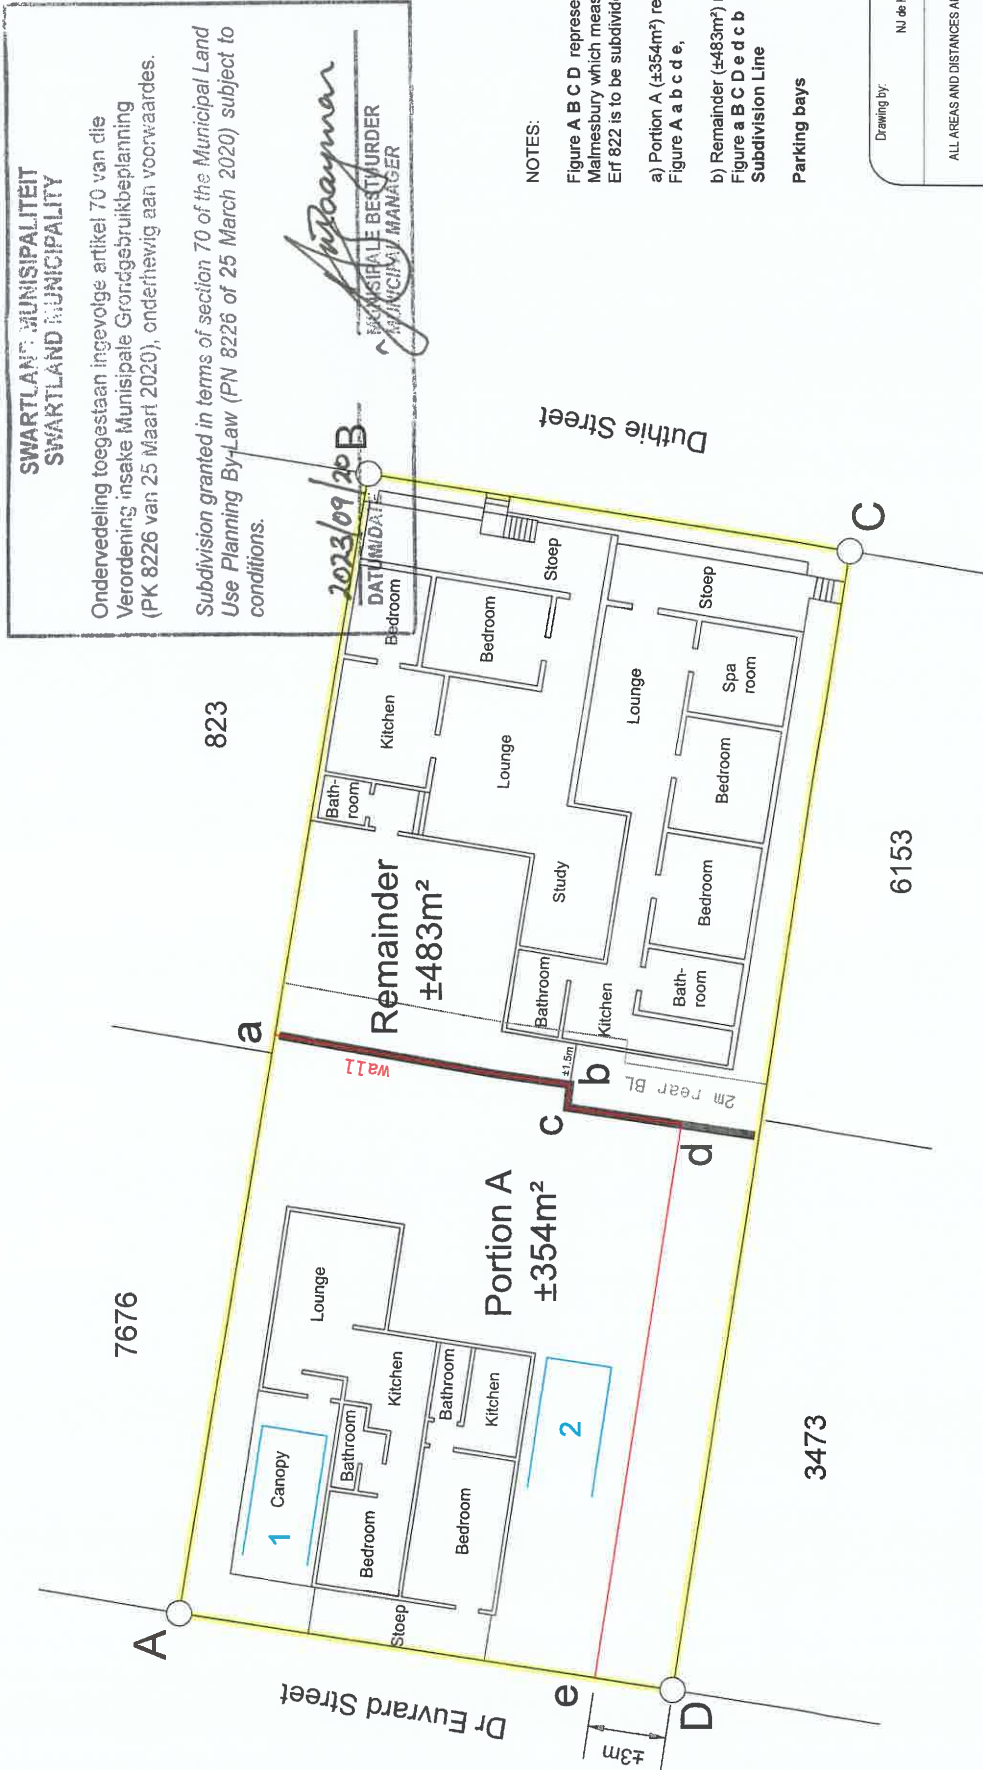 SWARTLAND MUNISIPALITEIT
SWARTLAND MUNICIPALITY
Onderverdeling toegestaan ingevolge artikel 70 van die
Verordening insake Munisipale Grondgebruikbeplanning
(PK 8226 van 25 Maart 2020), onderhewig aan voorwaardes.
Subdivision granted in terms of section 70 of the Municipal Land
Use Planning By-Law (PN 8226 of 25 March 2020) subject to
conditions.
2023/09/20
DATUM/DATE
MUNISIPALE BESTUURDER
MUNICIPAL MANAGER
NOTES:
Figure A B C D represe
Malmesbury which meas
Erf 822 is to be subdivide
a) Portion A (±354m²) re
Figure A a b c d e,
b) Remainder (±483m²)
Figure a B C D e d c b
Subdivision Line
Parking bays
Drawing by:
NJ de
ALL AREAS AND DISTANCES AR
7676
823
A
a
B
Dr Euvrard Street
Duthie Street
1
Canopy
Lounge
Bathroom
Kitchen
Bedroom
Bathroom
Kitchen
Bedroom
Stoep
2
Portion A
±354m²
wall
Remainder
±483m²
Bath-
room
Kitchen
Bedroom
Bedroom
Lounge
Study
Stoep
Bathroom
Kitchen
Lounge
Stoep
Bath-
room
Bedroom
Bedroom
Spa
room
±1.5m
b
c
d
2m rear BL
e
±3m
D
C
3473
6153